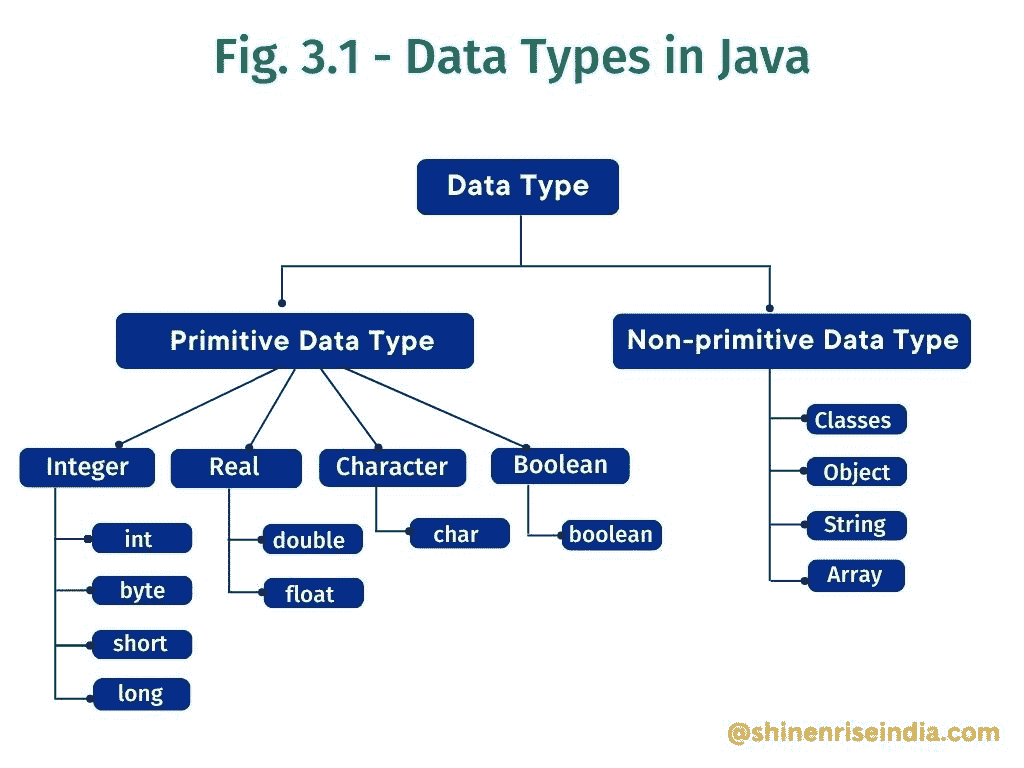 Fig. 3.1 - Data Types in Java
Data Type
Primitive Data Type
Non-primitive Data Type
Integer
Real
Character
Boolean
int
byte
short
long
double
float
char
boolean
Classes
Object
String
Array
@shinenriseindia.com